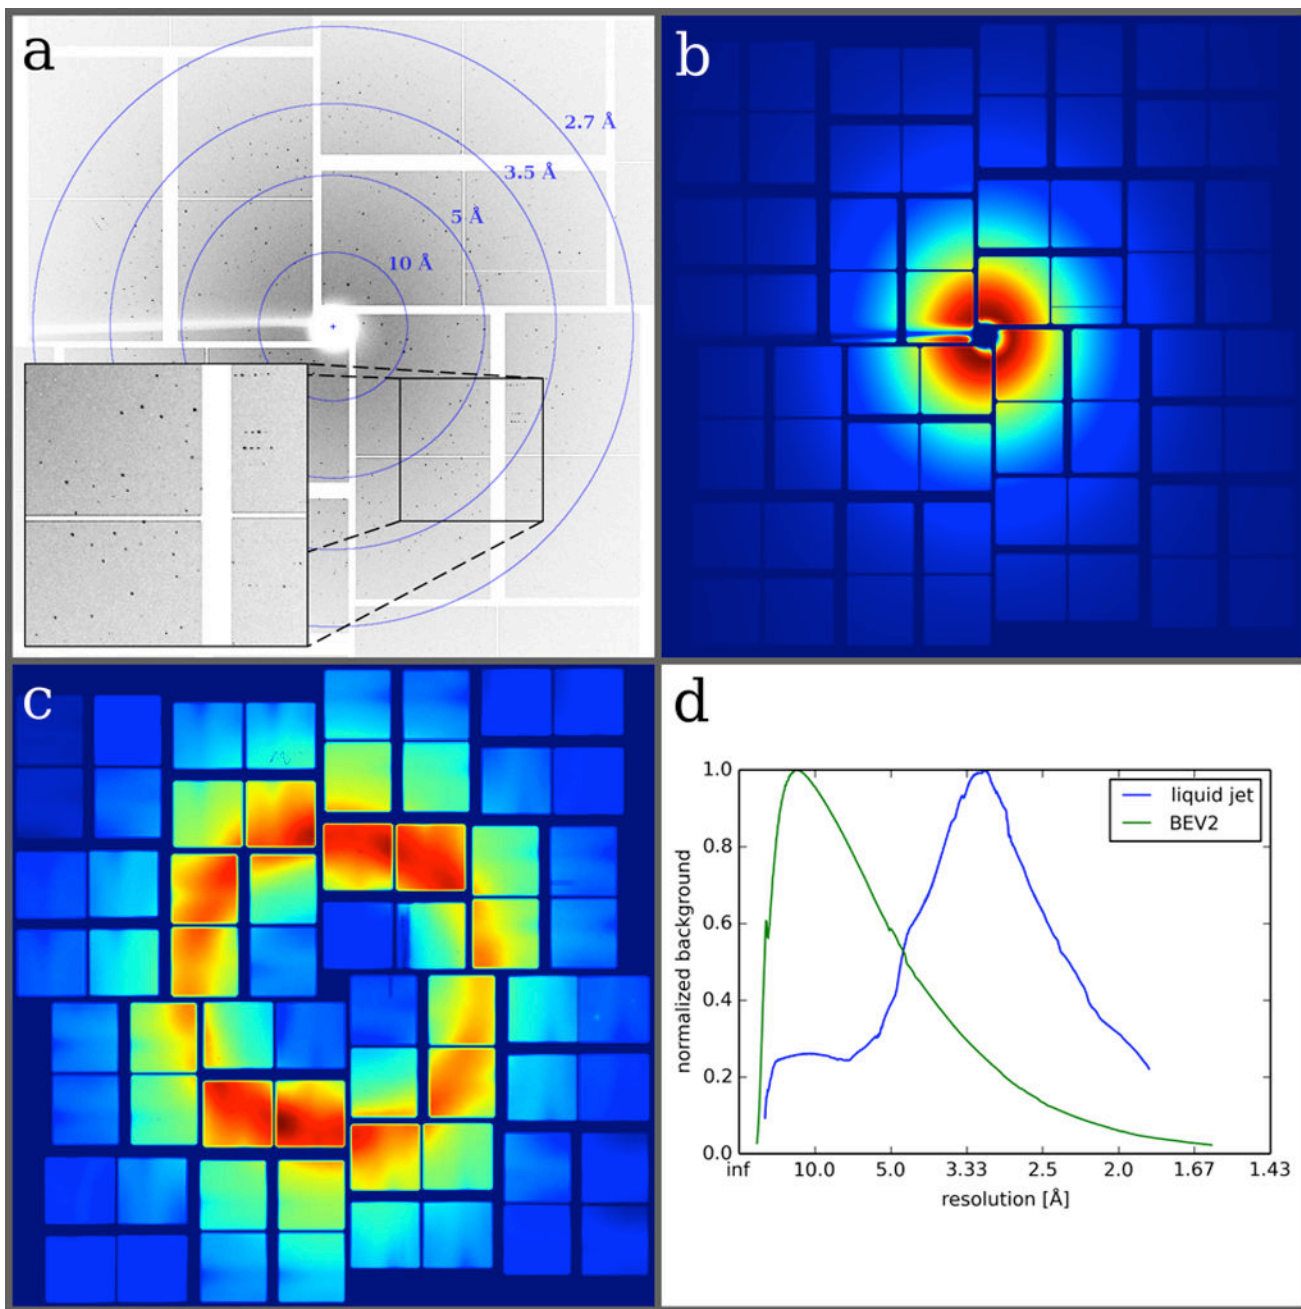 a
2.7 Å
3.5 Å
5 Å
10 Å
b
c
d
liquid jet
BEV2
normalized background
1.0
0.8
0.6
0.4
0.2
0.0
inf
10.0
5.0
3.33
2.5
2.0
1.67
1.43
resolution [Å]